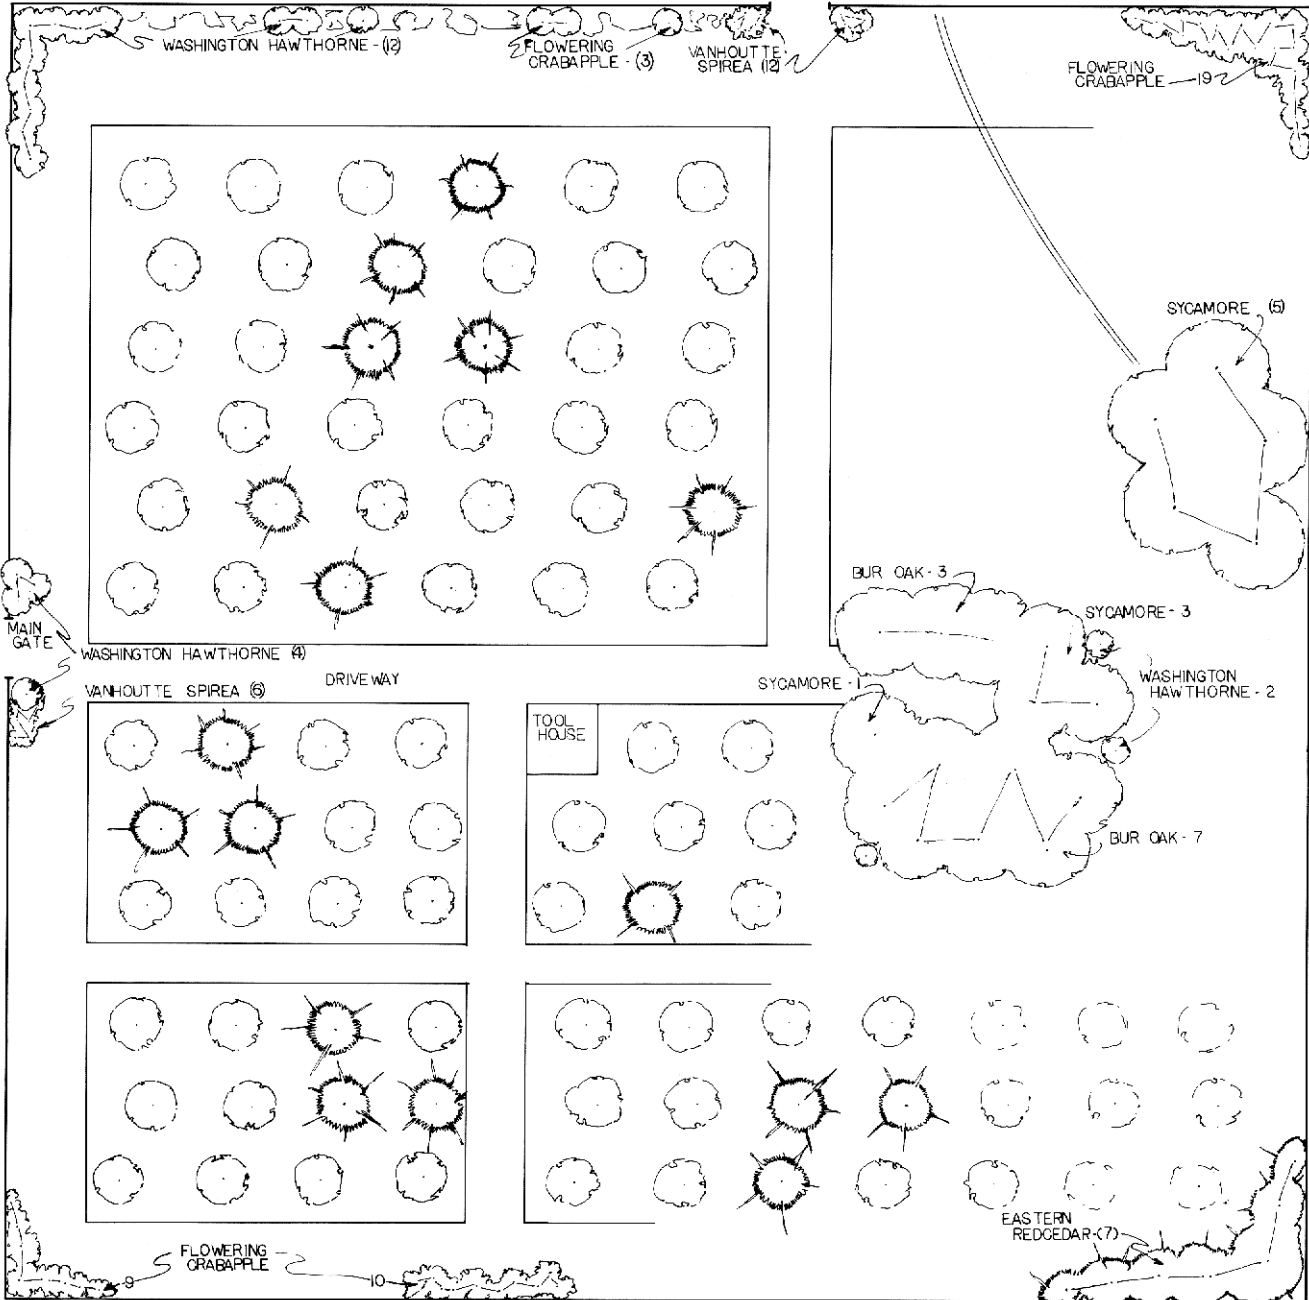 WASHINGTON HAWTHORNE - (12)
FLOWERING
CRABAPPLE - (3)
VANHOUTTE
SPIREA (12)
FLOWERING
CRABAPPLE - 19
SYCAMORE (5)
BUR OAK - 3
SYCAMORE - 3
MAIN
GATE
WASHINGTON HAWTHORNE (4)
VANHOUTTE SPIREA (6)
DRIVEWAY
SYCAMORE - 1
WASHINGTON
HAWTHORNE - 2
TOOL
HOUSE
BUR OAK - 7
EASTERN
REDCEDAR-(7)
FLOWERING
CRABAPPLE
9
10